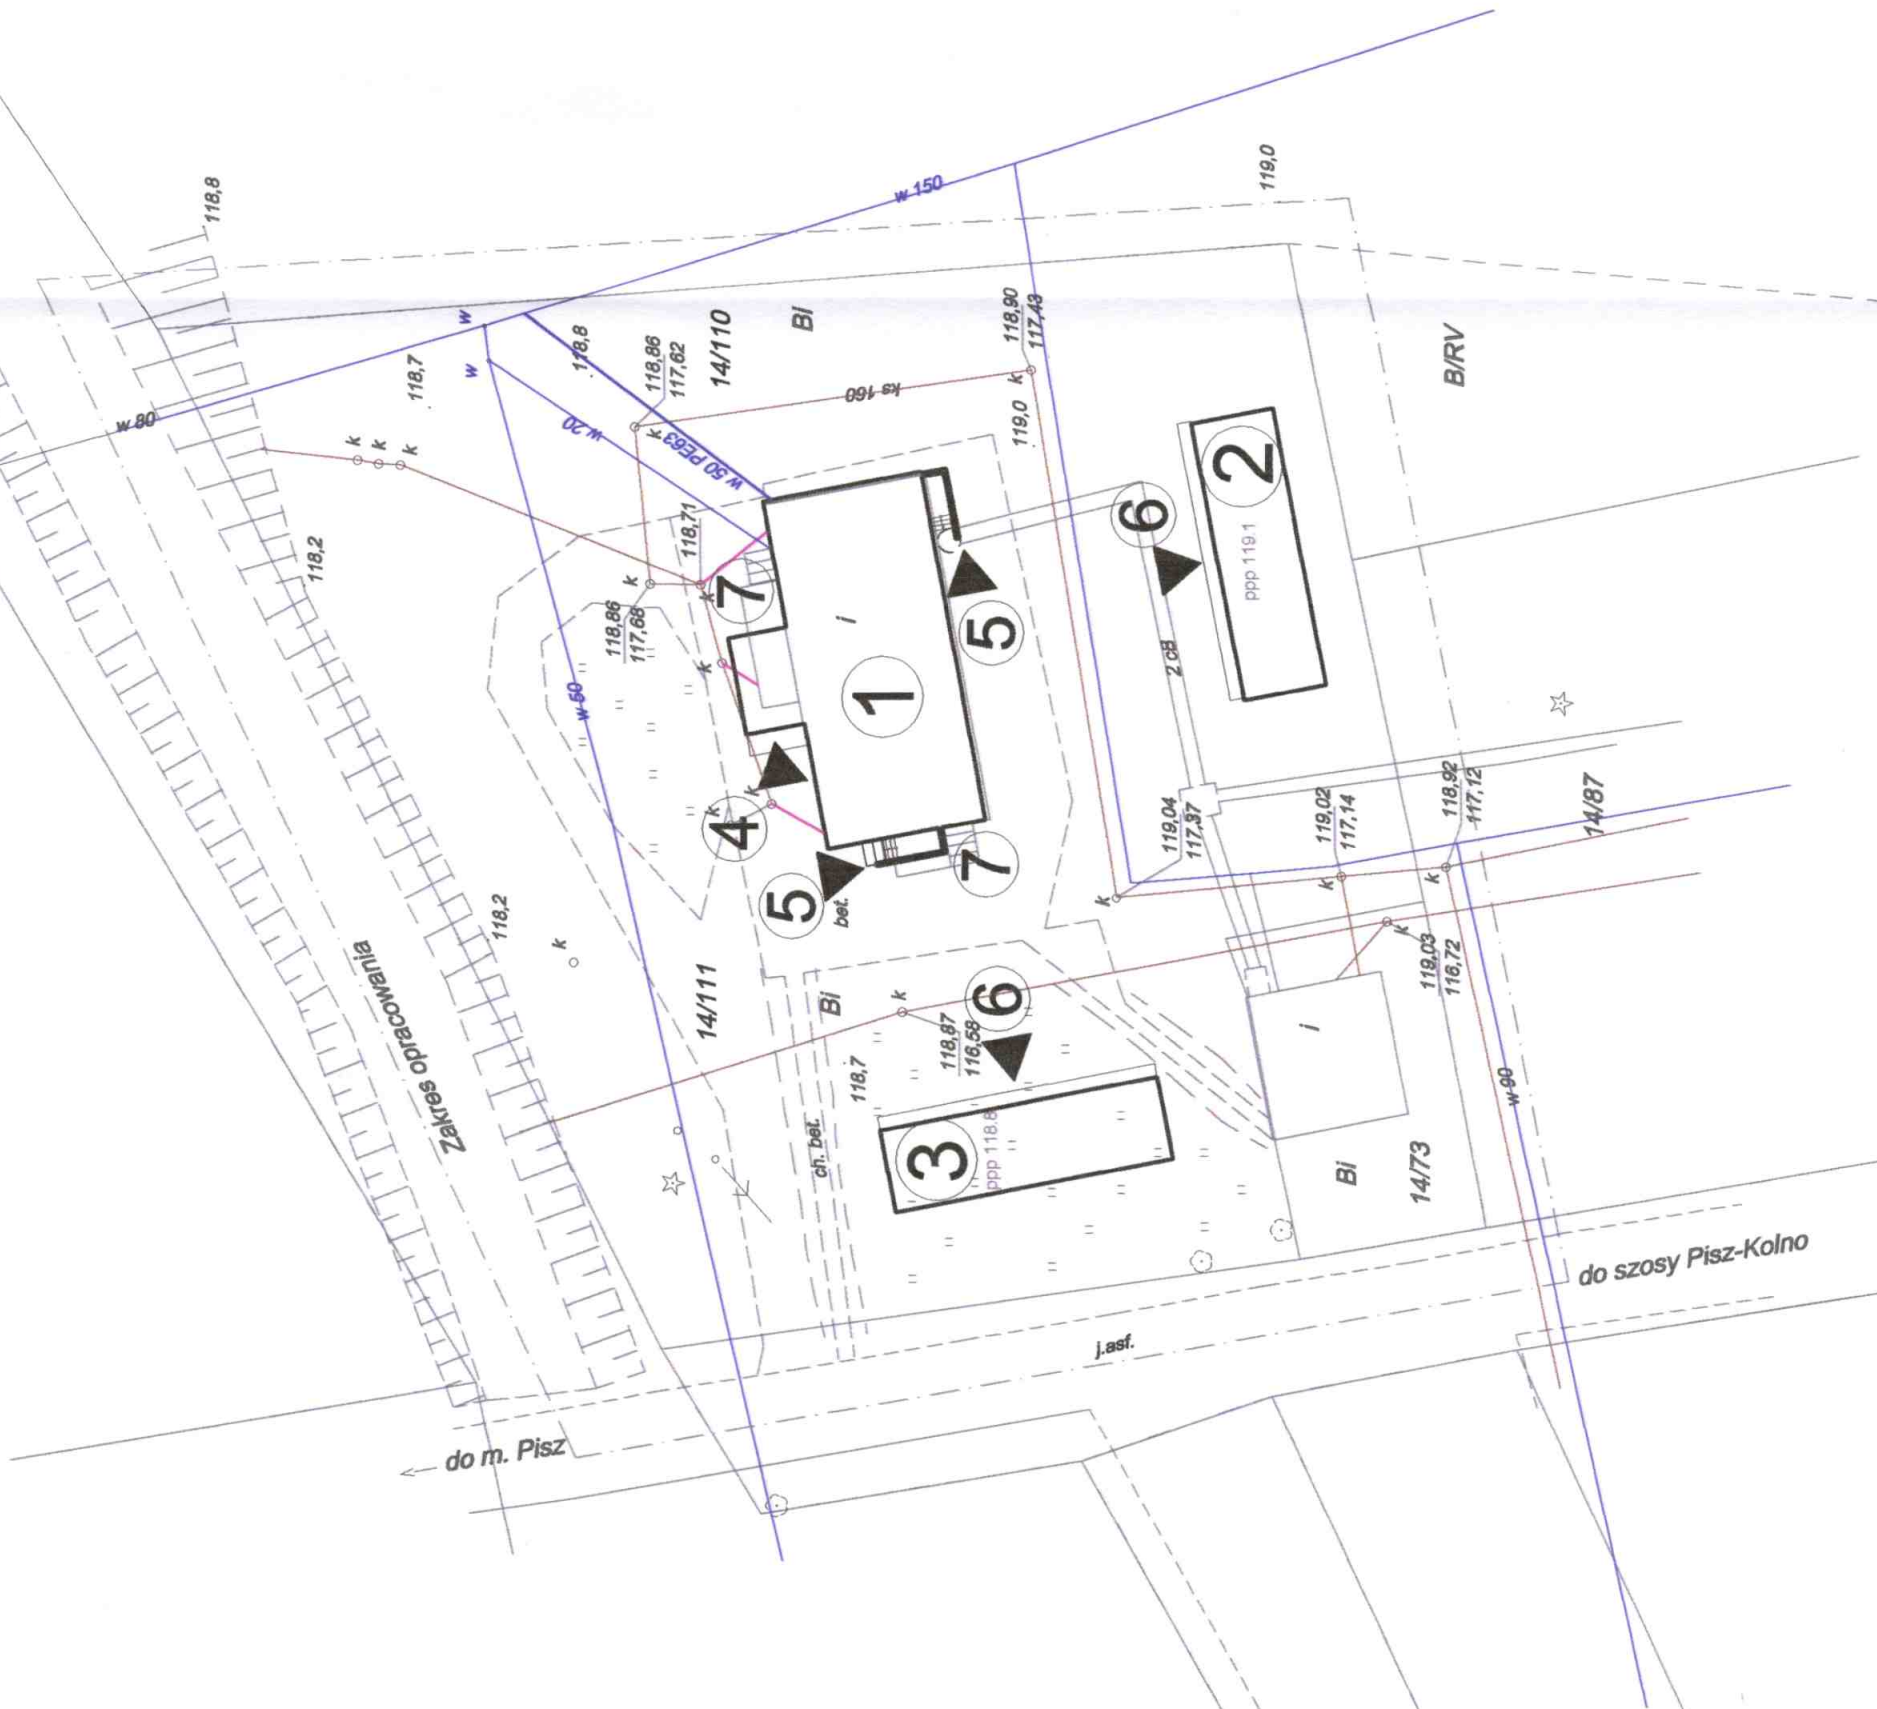 118,8
w 150
119,0
w
w
118,7
118,8
w 80
118,86
117,62
14/110
BI
118,90
117,43
B/RV
k
k
k
k
k
ks 160
119,0
w 20
w 50 PE63
2
ppp 119.1
6
118,2
118,71
k
k
7
118,86
117,68
i
5
k
1
2 cB
w 50
k
k
4
118,92
117,12
14/87
119,04
117,37
119,02
117,14
7
5
bet.
k
k
k
118,2
k
k
119,03
116,72
Zakres opracowania
14/111
Bi
k
6
118,87
116,58
118,7
i
w 90
ch. bet.
3
ppp 118.8
Bi
14/73
do szosy Pisz-Kolno
j.asf.
do m. Pisz